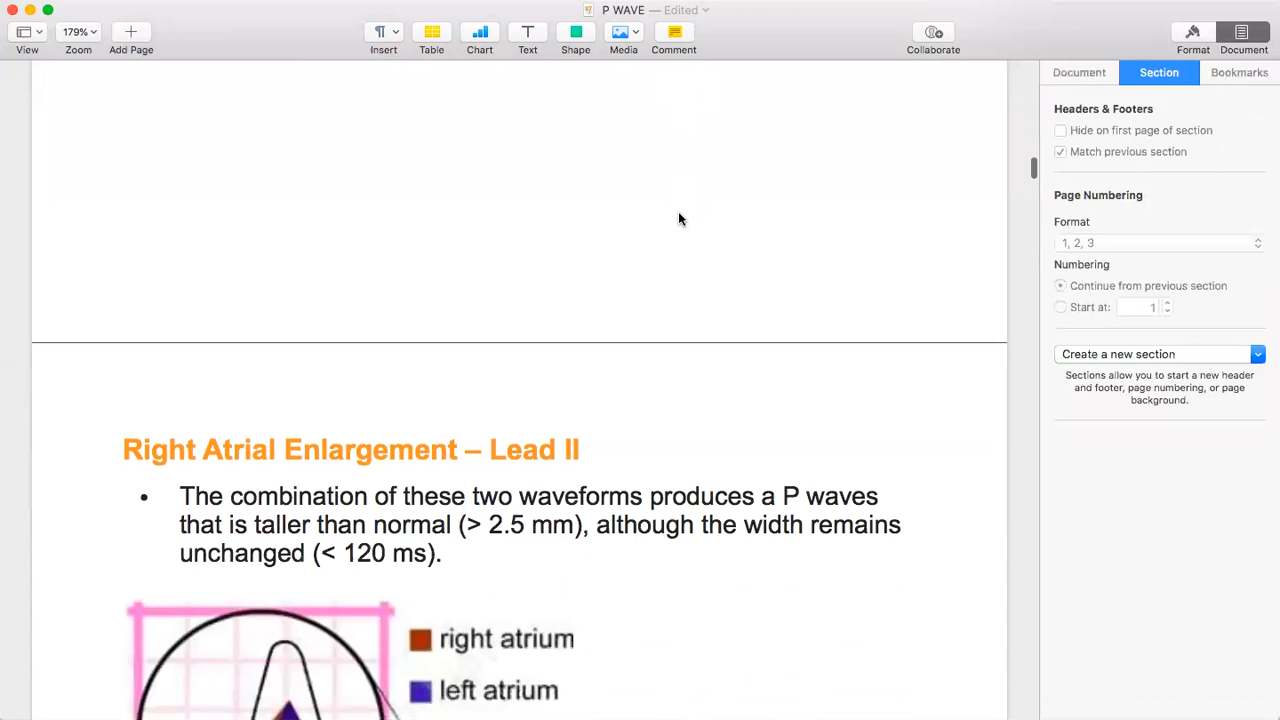 P WAVE — Edited
179%
View
Zoom
Add Page
Insert
Table
Chart
Text
Shape
Media
Comment
Collaborate
Format
Document
Document
Section
Bookmarks
Headers & Footers
Hide on first page of section
Match previous section
Page Numbering
Format
1, 2, 3
Numbering
Continue from previous section
Start at: 1
Create a new section
Sections allow you to start a new header
and footer, page numbering, or page
background.
Right Atrial Enlargement – Lead II
• The combination of these two waveforms produces a P waves
that is taller than normal (> 2.5 mm), although the width remains
unchanged (< 120 ms).
right atrium
left atrium